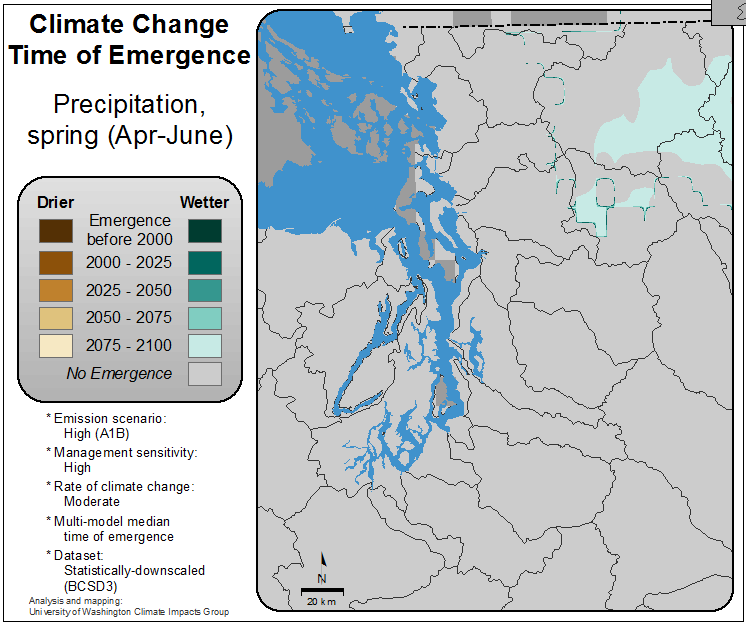 Climate Change
Time of Emergence
Precipitation,
spring (Apr-June)
Drier
Wetter
Emergence
before 2000
2000 - 2025
2025 - 2050
2050 - 2075
2075 - 2100
No Emergence
* Emission scenario:
High (A1B)
* Management sensitivity:
High
* Rate of climate change:
Moderate
* Multi-model median
time of emergence
* Dataset:
Statistically-downscaled
(BCSD3)
Analysis and mapping:
University of Washington Climate Impacts Group
N
20 km